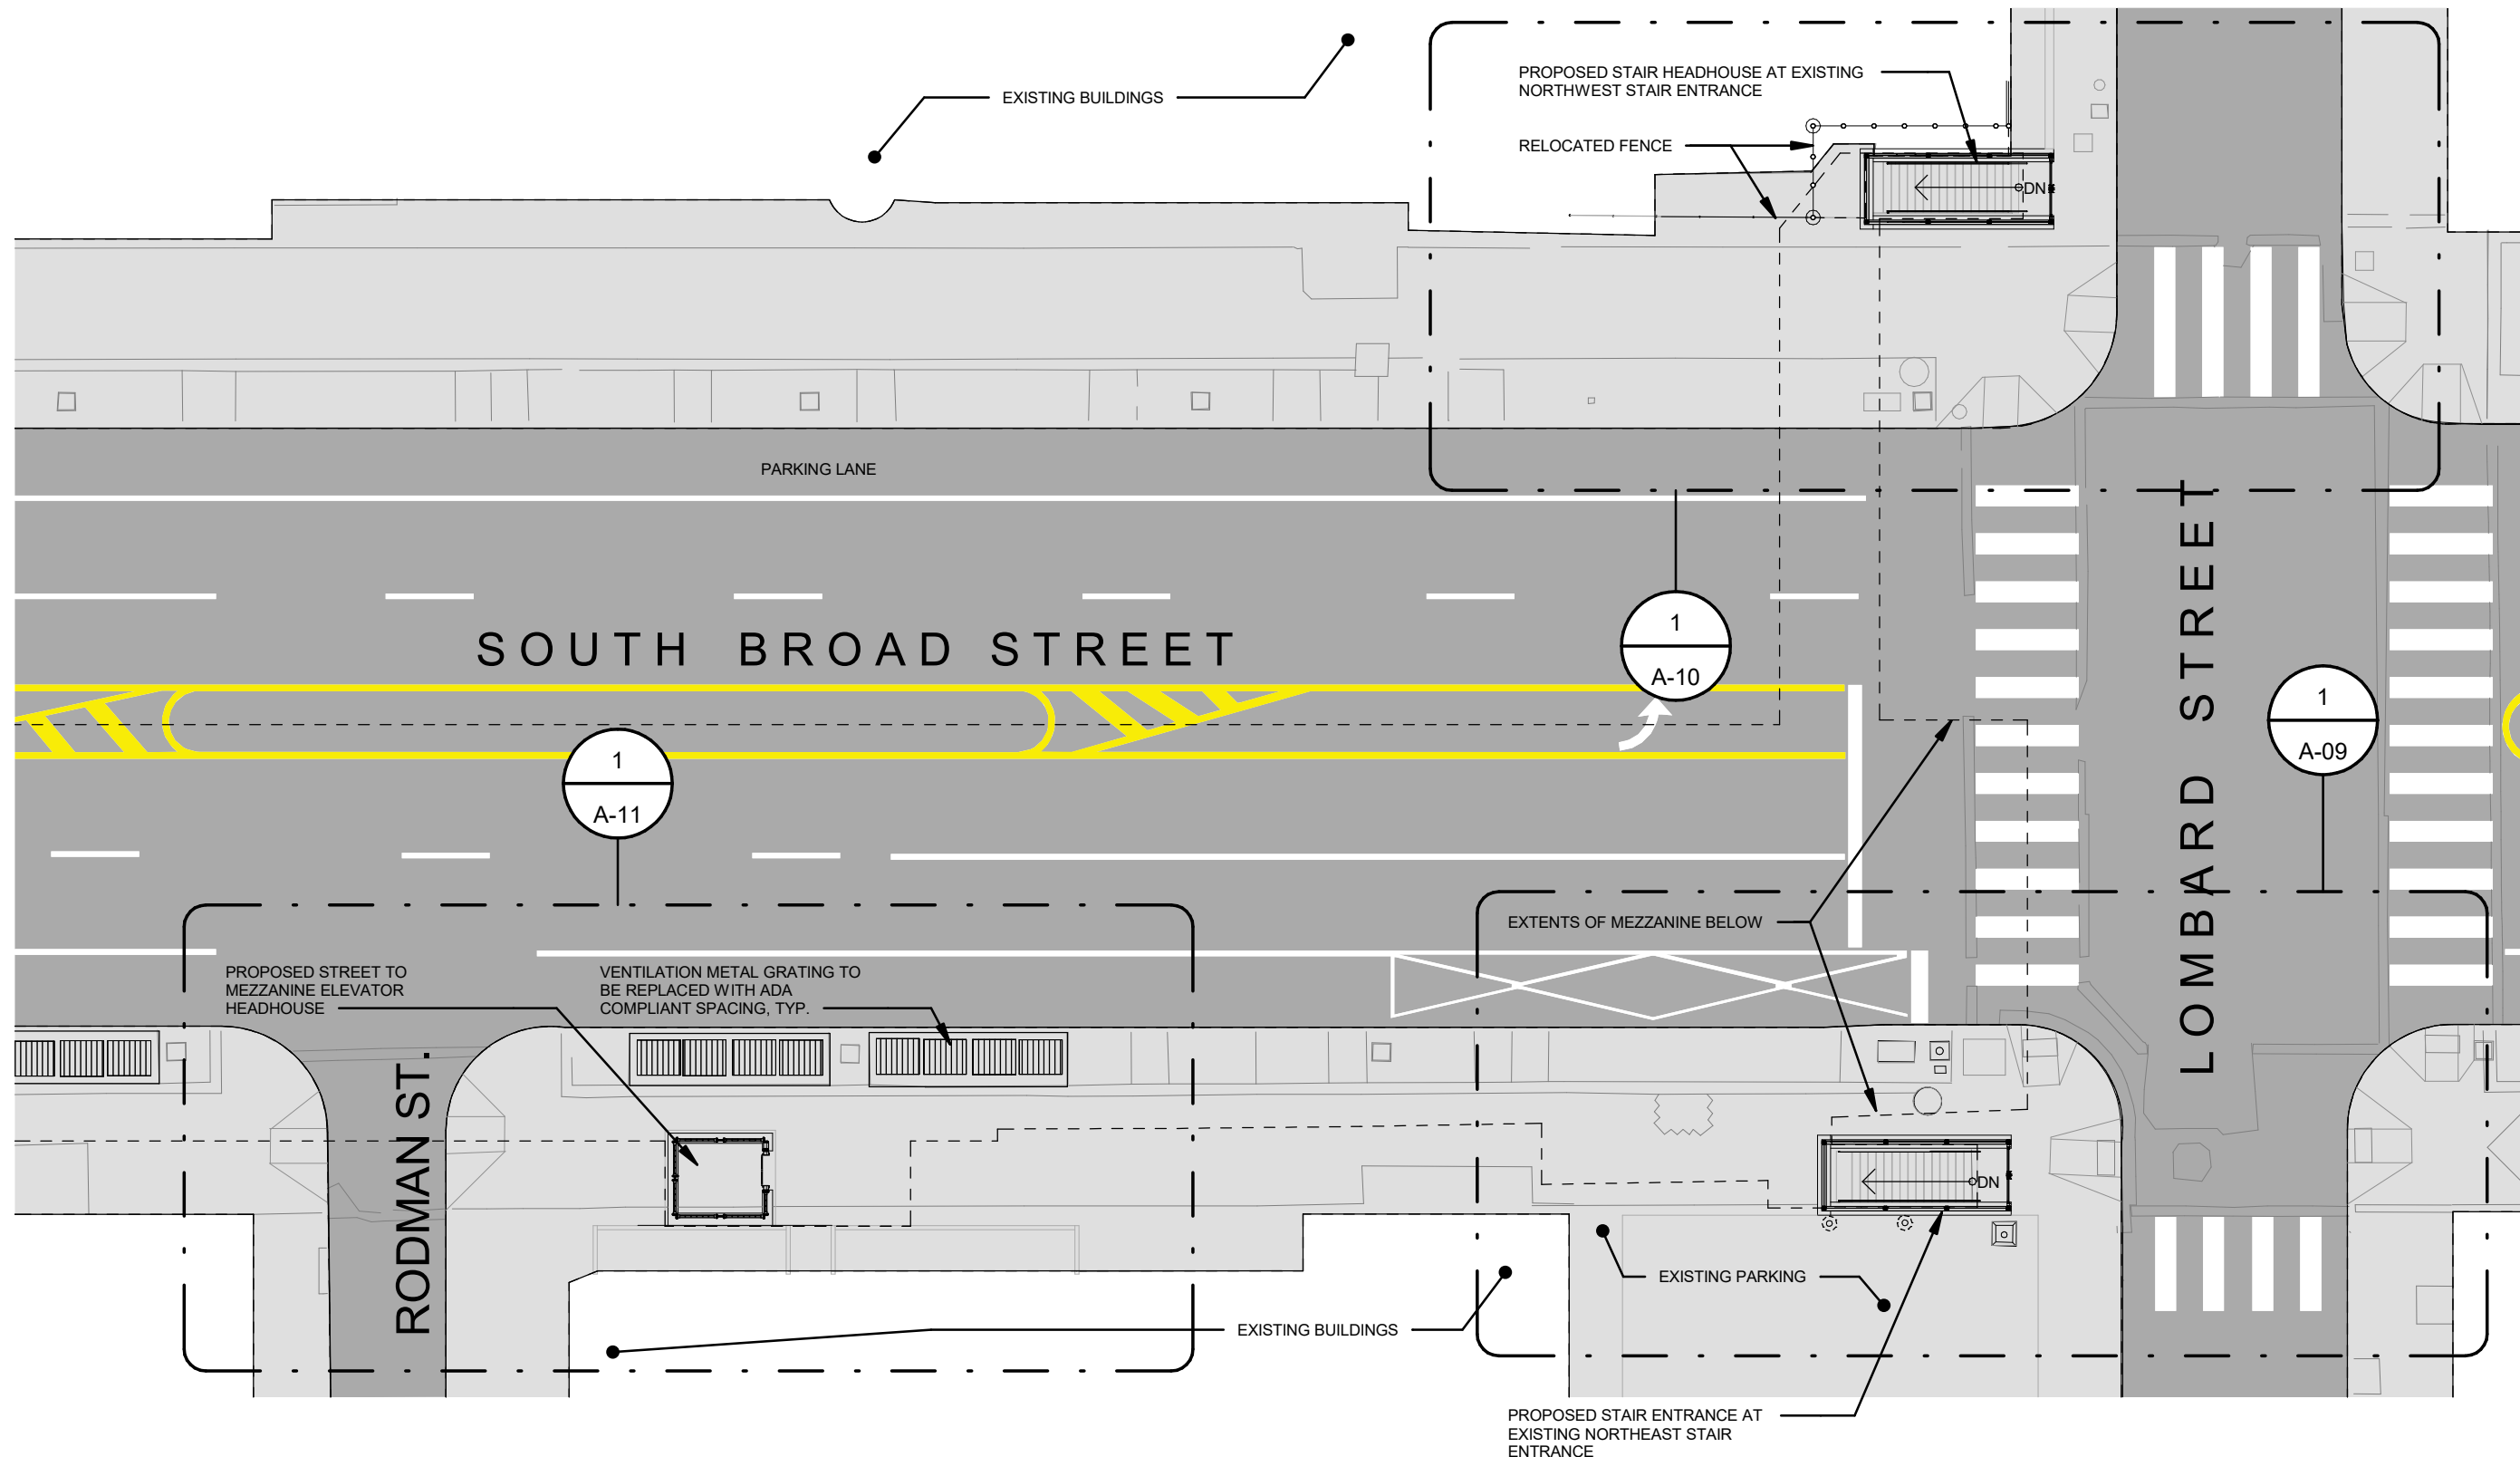 PROPOSED STAIR HEADHOUSE AT EXISTING
NORTHWEST STAIR ENTRANCE
EXISTING BUILDINGS
RELOCATED FENCE
DN
PARKING LANE
SOUTH BROAD STREET
LOMBARD STREET
1
A-10
1
A-09
1
A-11
EXTENTS OF MEZZANINE BELOW
PROPOSED STREET TO
MEZZANINE ELEVATOR
HEADHOUSE
VENTILATION METAL GRATING TO
BE REPLACED WITH ADA
COMPLIANT SPACING, TYP.
RODMAN ST.
DN
EXISTING PARKING
EXISTING BUILDINGS
PROPOSED STAIR ENTRANCE AT
EXISTING NORTHEAST STAIR
ENTRANCE